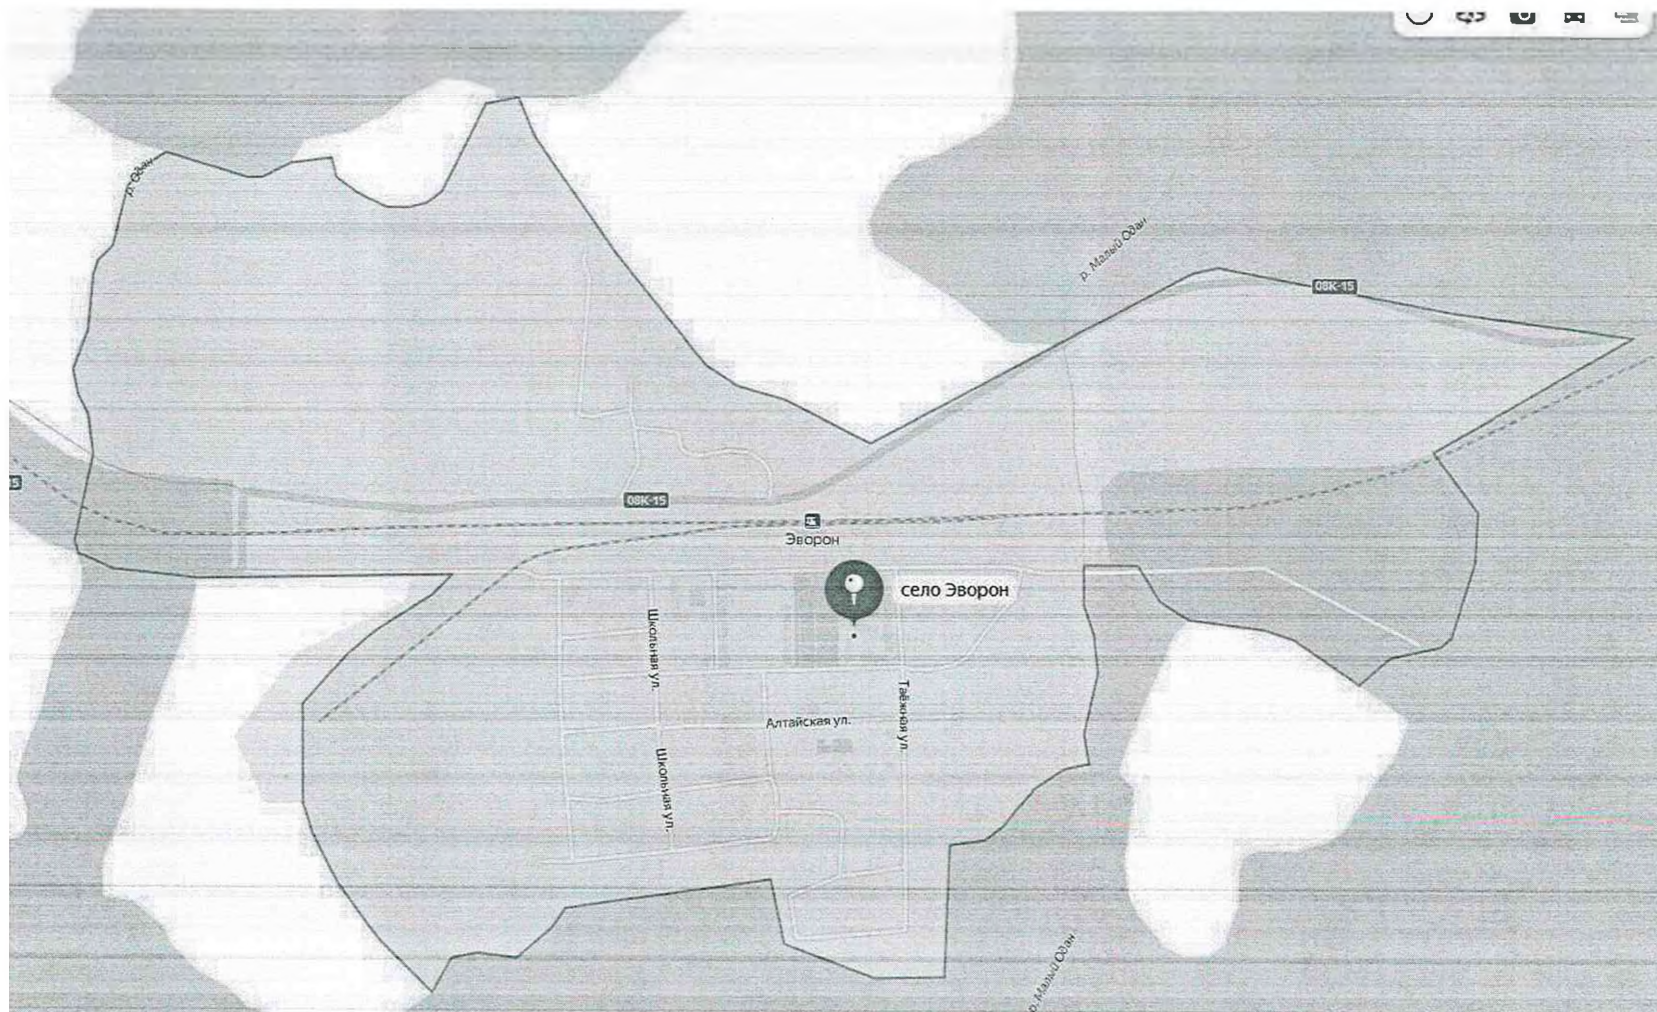 р. Одан
р. Малый Одан
08К-15
15
08К-15
Эворон
село Эворон
Школьная ул.
Таёжная ул.
Алтайская ул.
Школьная ул.
р. Малый Одан